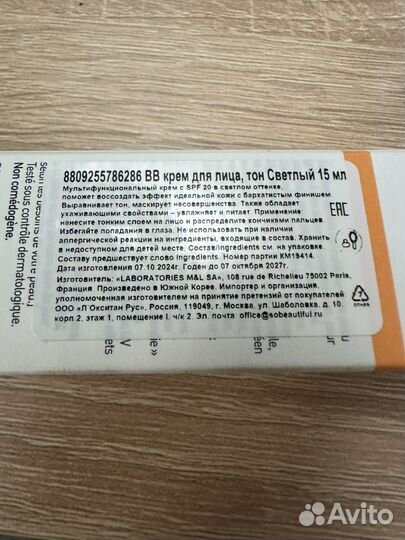 8809255786286 BB крем для лица, тон Светлый 15 мл
Мультифункциональный крем с SPF 20 в светлом оттенке,
поможет воссоздать эффект идеальной кожи с бархатистым финишем
Выравнивает тон, маскирует несовершенства. Также обладает
ухаживающими свойствами – увлажняет и питает. Применение
нанесите тонким слоем на лицо и распределите кончиками пальцев
Избегайте попадания в глаза. Не использовать при наличии
аллергической реакции на ингредиенты, входящие в состав. Хранить
в недоступном для детей месте. Состав/Ingredients см. на упаковке.
Составу предшествует слово ingredients. Номер партии KM19414.
Дата изготовления 07.10.2024г. Годен до 07 октября 2027г.
Изготовитель: «LABORATORIES M&L SA», 108 rue de Richelieu 75002 Paris,
Франция Произведено в Южной Корее. Импортер и организация,
уполномоченная изготовителем на принятие претензий от покупателей
ООО «Л Окситан Рус». Россия, 119049, г. Москва ул. Шаболовка, д. 10.
корп.2, этаж 1, помещение I, ч/к 2. Эл. почта office@sobeautiful.ru
EAC
Testé sous contrôle dermatologique.
Non comédogène.
Avito